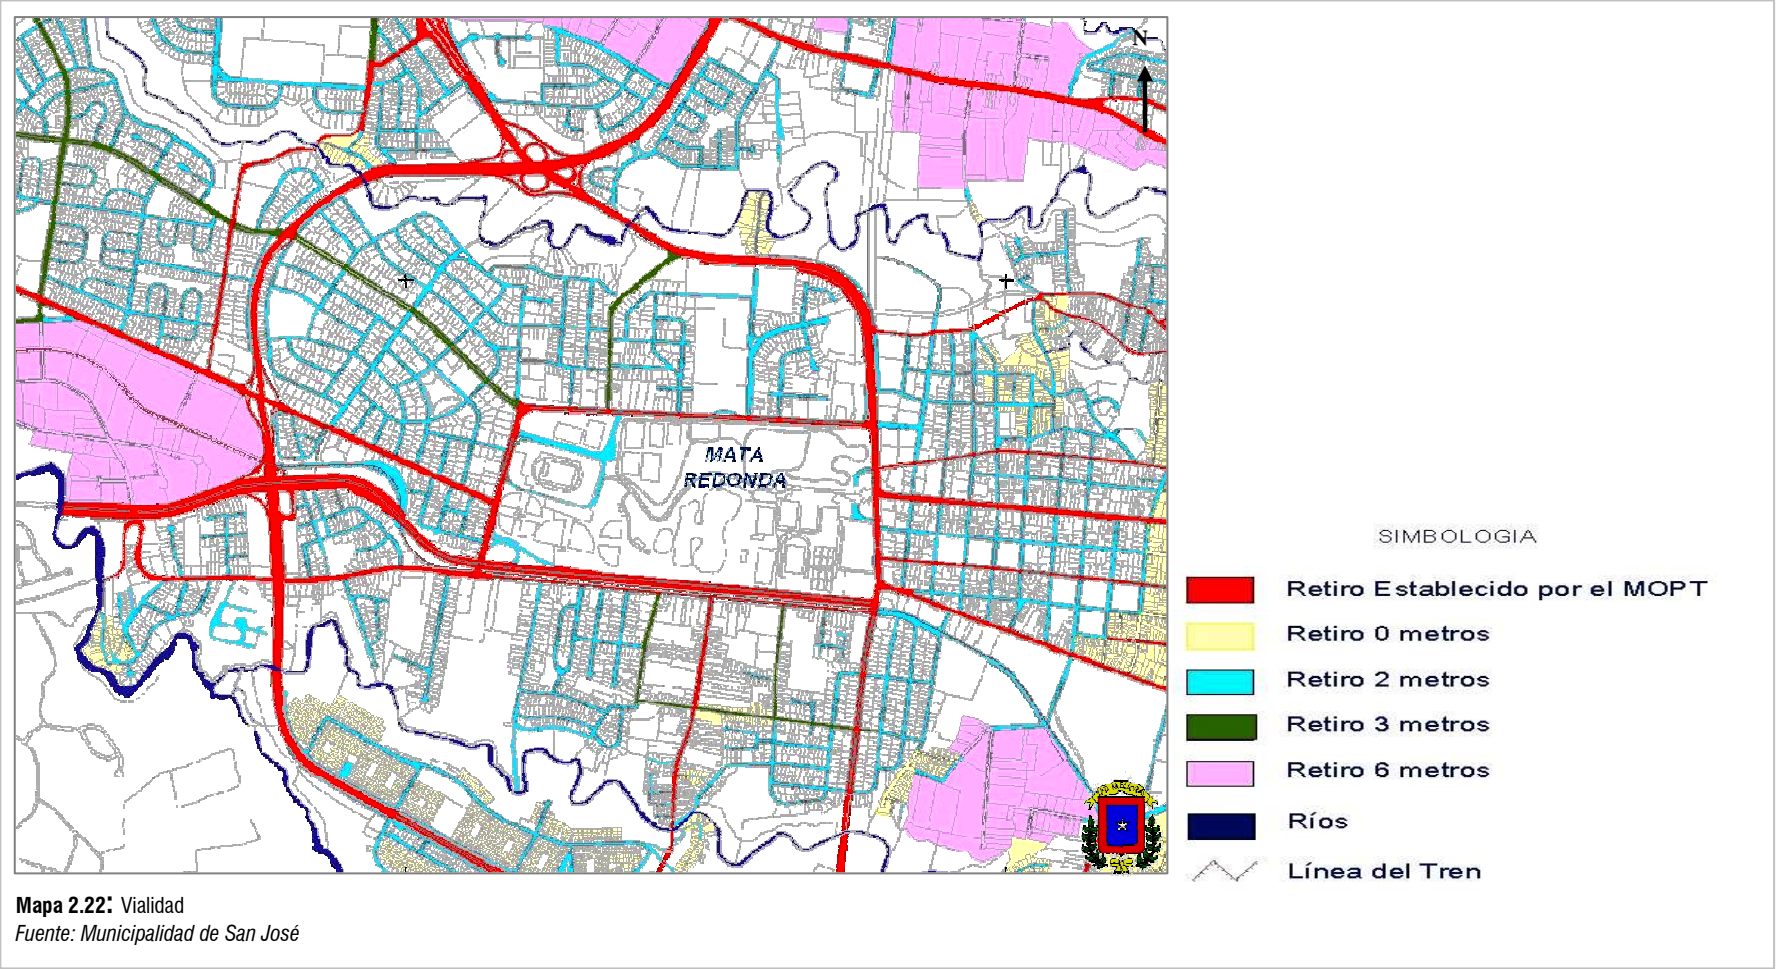 N
MATA
REDONDA
SIMBOLOGIA
Retiro Establecido por el MOPT
Retiro 0 metros
Retiro 2 metros
Retiro 3 metros
Retiro 6 metros
Ríos
Línea del Tren
Mapa 2.22: Vialidad
Fuente: Municipalidad de San José